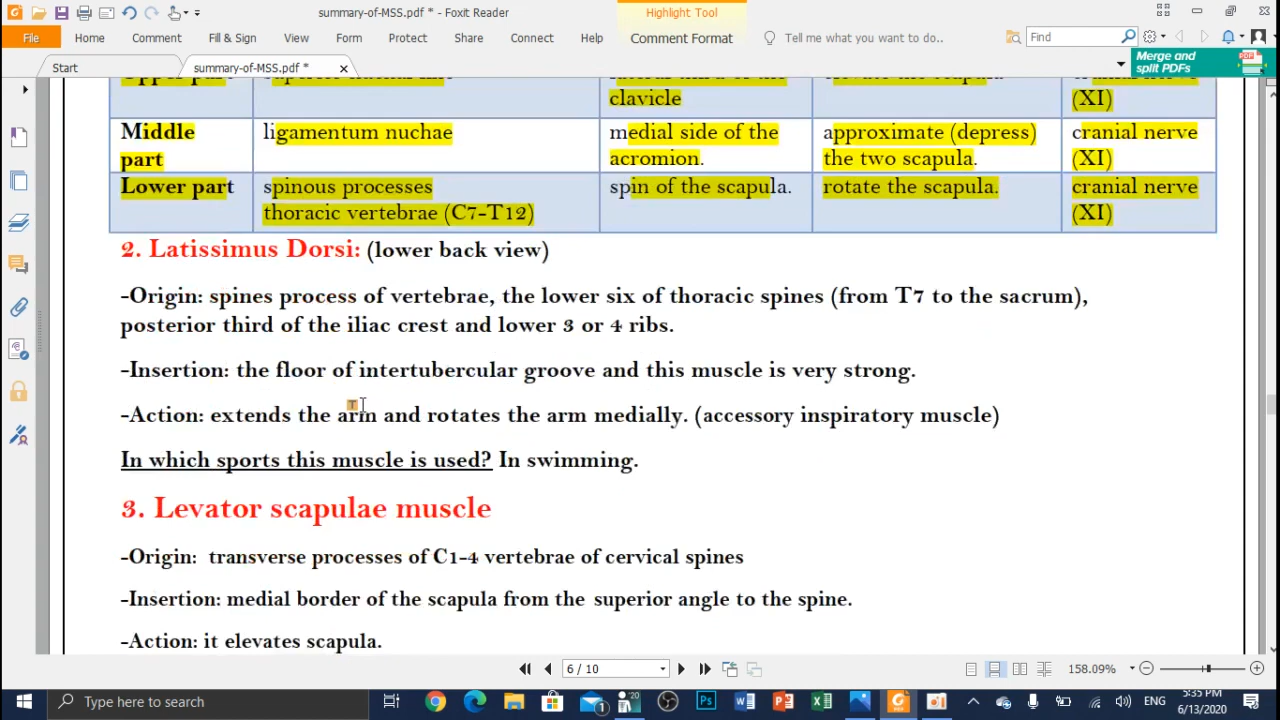 summary-of-MSS.pdf * - Foxit Reader
Highlight Tool
File
Home
Comment
Fill & Sign
View
Form
Protect
Share
Connect
Help
Comment Format
Tell me what you want to do..
Find
Start
summary-of-MSS.pdf *
Merge and
split PDFs
clavicle
(XI)
Middle
part
ligamentum nuchae
medial side of the
acromion.
approximate (depress)
the two scapula.
cranial nerve
(XI)
Lower part
spinous processes
thoracic vertebrae (C7-T12)
spin of the scapula.
rotate the scapula.
cranial nerve
(XI)
2. Latissimus Dorsi: (lower back view)
-Origin: spines process of vertebrae, the lower six of thoracic spines (from T7 to the sacrum),
posterior third of the iliac crest and lower 3 or 4 ribs.
-Insertion: the floor of intertubercular groove and this muscle is very strong.
-Action: extends the arm and rotates the arm medially. (accessory inspiratory muscle)
In which sports this muscle is used? In swimming.
3. Levator scapulae muscle
-Origin:  transverse processes of C1-4 vertebrae of cervical spines
-Insertion: medial border of the scapula from the superior angle to the spine.
-Action: it elevates scapula.
6 / 10
158.09%
Type here to search
ENG
5:35 PM
6/13/2020